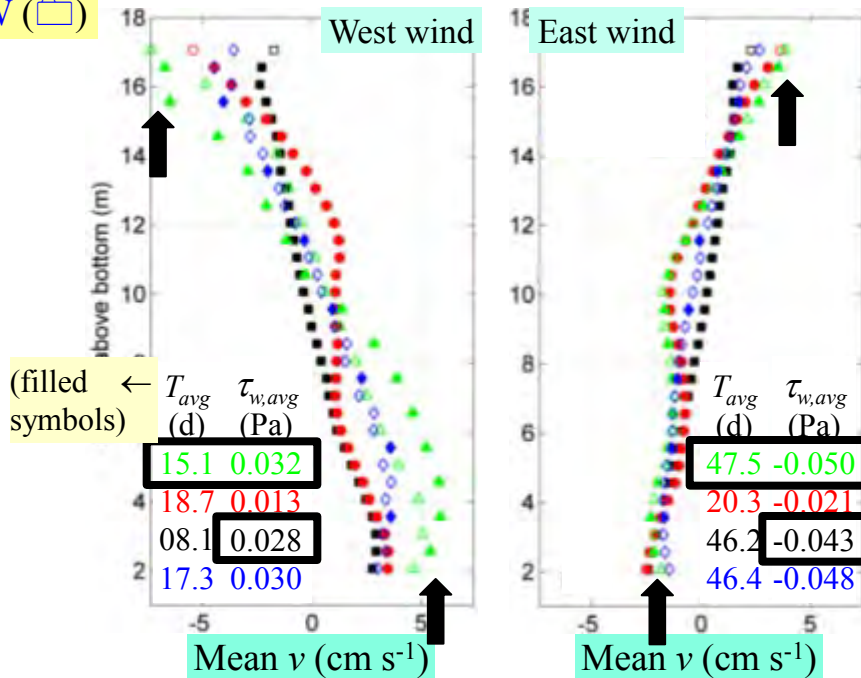 West wind
East wind
18
16
14
12
10
8
6
4
2
above bottom (m)
18
16
14
12
10
8
6
4
2
(filled ← T_avg τ_w,avg
symbols) (d) (Pa)
15.1 0.032
18.7 0.013
08.1 0.028
17.3 0.030
T_avg τ_w,avg
(d) (Pa)
47.5 -0.050
20.3 -0.021
46.2 -0.043
46.4 -0.048
-5 0 5
-5 0 5
Mean v (cm s⁻¹)
Mean v (cm s⁻¹)